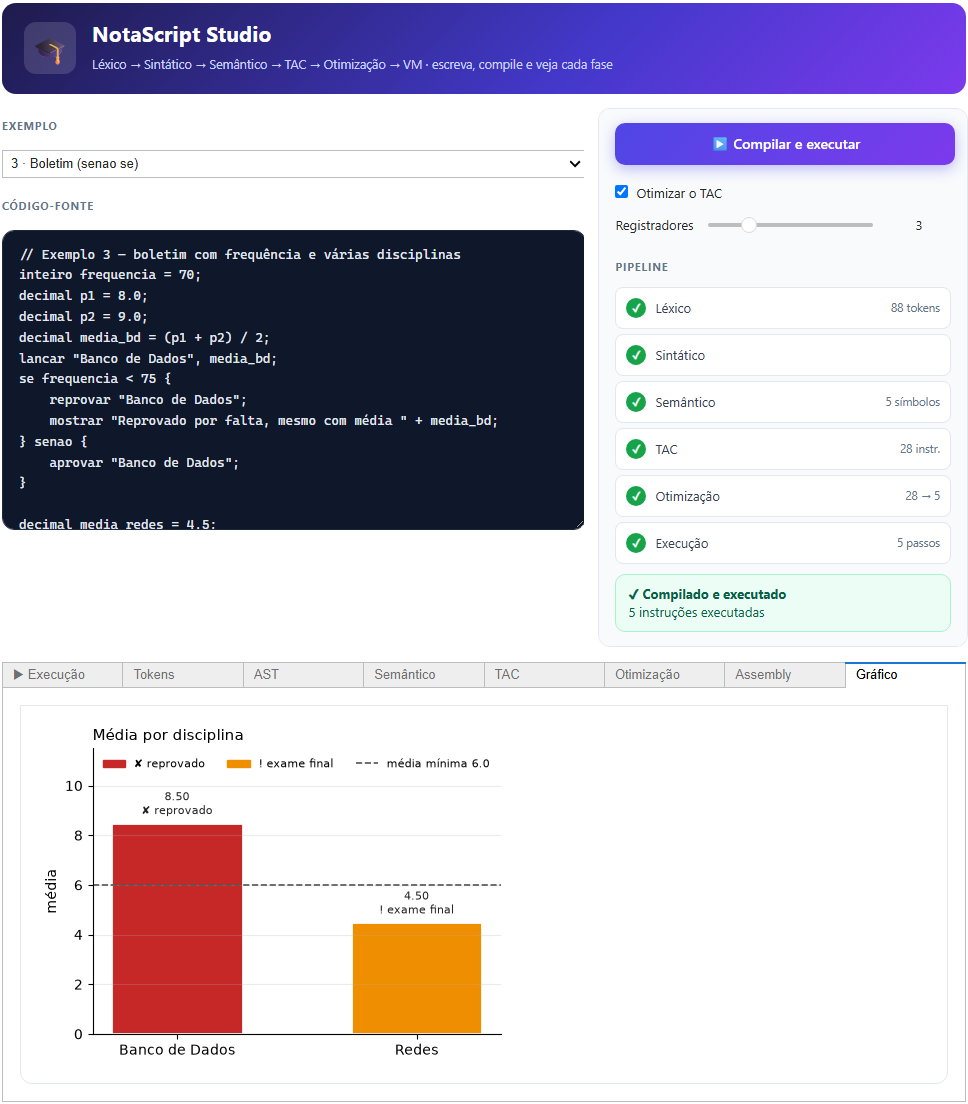 NotaScript Studio
Léxico → Sintático → Semântico → TAC → Otimização → VM · escreva, compile e veja cada fase
EXEMPLO
3 · Boletim (senao se)
CÓDIGO-FONTE
// Exemplo 3 — boletim com frequência e várias disciplinas
inteiro frequencia = 70;
decimal p1 = 8.0;
decimal p2 = 9.0;
decimal media_bd = (p1 + p2) / 2;
lancar "Banco de Dados", media_bd;
se frequencia < 75 {
    reprovar "Banco de Dados";
    mostrar "Reprovado por falta, mesmo com média " + media_bd;
} senao {
    aprovar "Banco de Dados";
}
decimal media_redes = 4.5;
▶ Compilar e executar
Otimizar o TAC
Registradores 3
PIPELINE
✓ Léxico 88 tokens
✓ Sintático
✓ Semântico 5 símbolos
✓ TAC 28 instr.
✓ Otimização 28 → 5
✓ Execução 5 passos
✓ Compilado e executado
5 instruções executadas
▶ Execução Tokens AST Semântico TAC Otimização Assembly Gráfico
Média por disciplina
✘ reprovado ! exame final média mínima 6.0
10
8
6
4
2
0
média
8.50
✘ reprovado
4.50
! exame final
Banco de Dados Redes